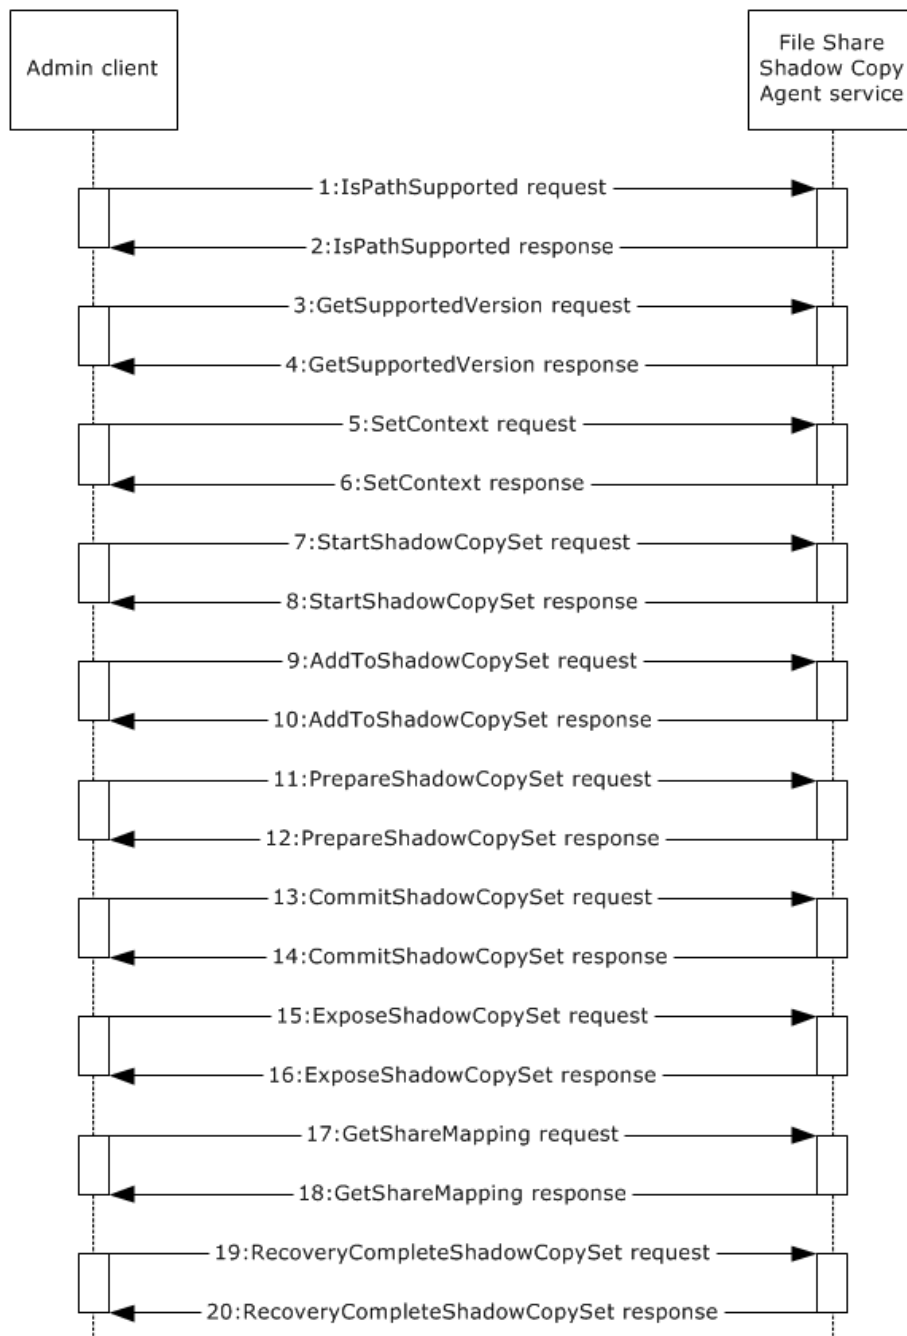 Admin client
File Share
Shadow Copy
Agent service
1:IsPathSupported request
2:IsPathSupported response
3:GetSupportedVersion request
4:GetSupportedVersion response
5:SetContext request
6:SetContext response
7:StartShadowCopySet request
8:StartShadowCopySet response
9:AddToShadowCopySet request
10:AddToShadowCopySet response
11:PrepareShadowCopySet request
12:PrepareShadowCopySet response
13:CommitShadowCopySet request
14:CommitShadowCopySet response
15:ExposeShadowCopySet request
16:ExposeShadowCopySet response
17:GetShareMapping request
18:GetShareMapping response
19:RecoveryCompleteShadowCopySet request
20:RecoveryCompleteShadowCopySet response